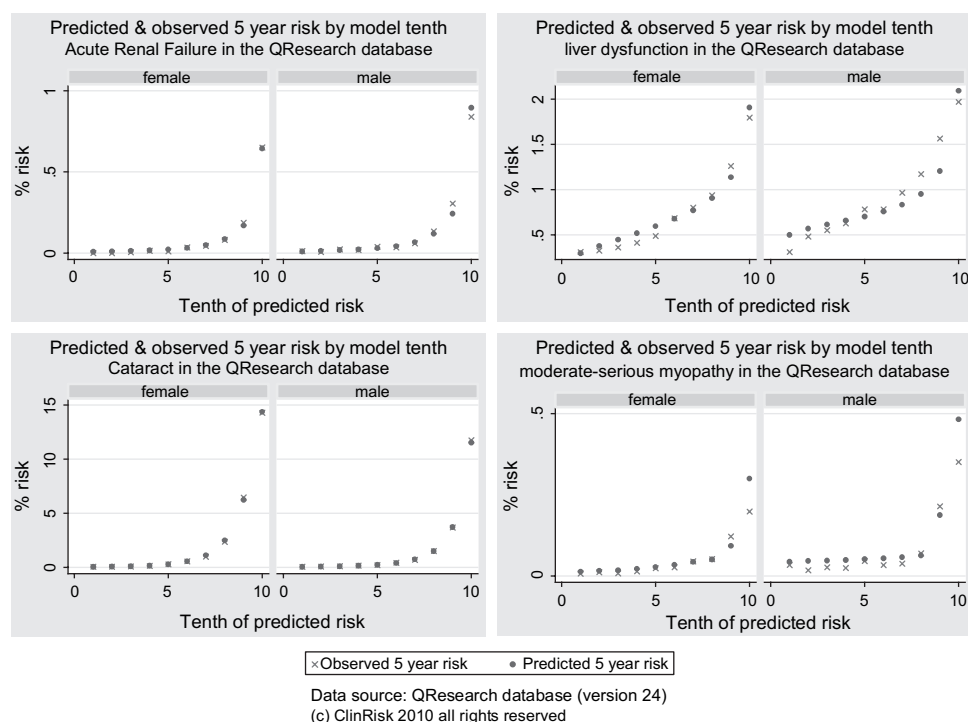 Predicted & observed 5 year risk by model tenth
Acute Renal Failure in the QResearch database
female
male
1
.5
0
% risk
0
5
10
0
5
10
Tenth of predicted risk
Predicted & observed 5 year risk by model tenth
liver dysfunction in the QResearch database
female
male
2
1.5
1
.5
% risk
0
5
10
0
5
10
Tenth of predicted risk
Predicted & observed 5 year risk by model tenth
Cataract in the QResearch database
female
male
15
10
5
0
% risk
0
5
10
0
5
10
Tenth of predicted risk
Predicted & observed 5 year risk by model tenth
moderate-serious myopathy in the QResearch database
female
male
.5
0
% risk
0
5
10
0
5
10
Tenth of predicted risk
× Observed 5 year risk
● Predicted 5 year risk
Data source: QResearch database (version 24)
(c) ClinRisk 2010 all rights reserved